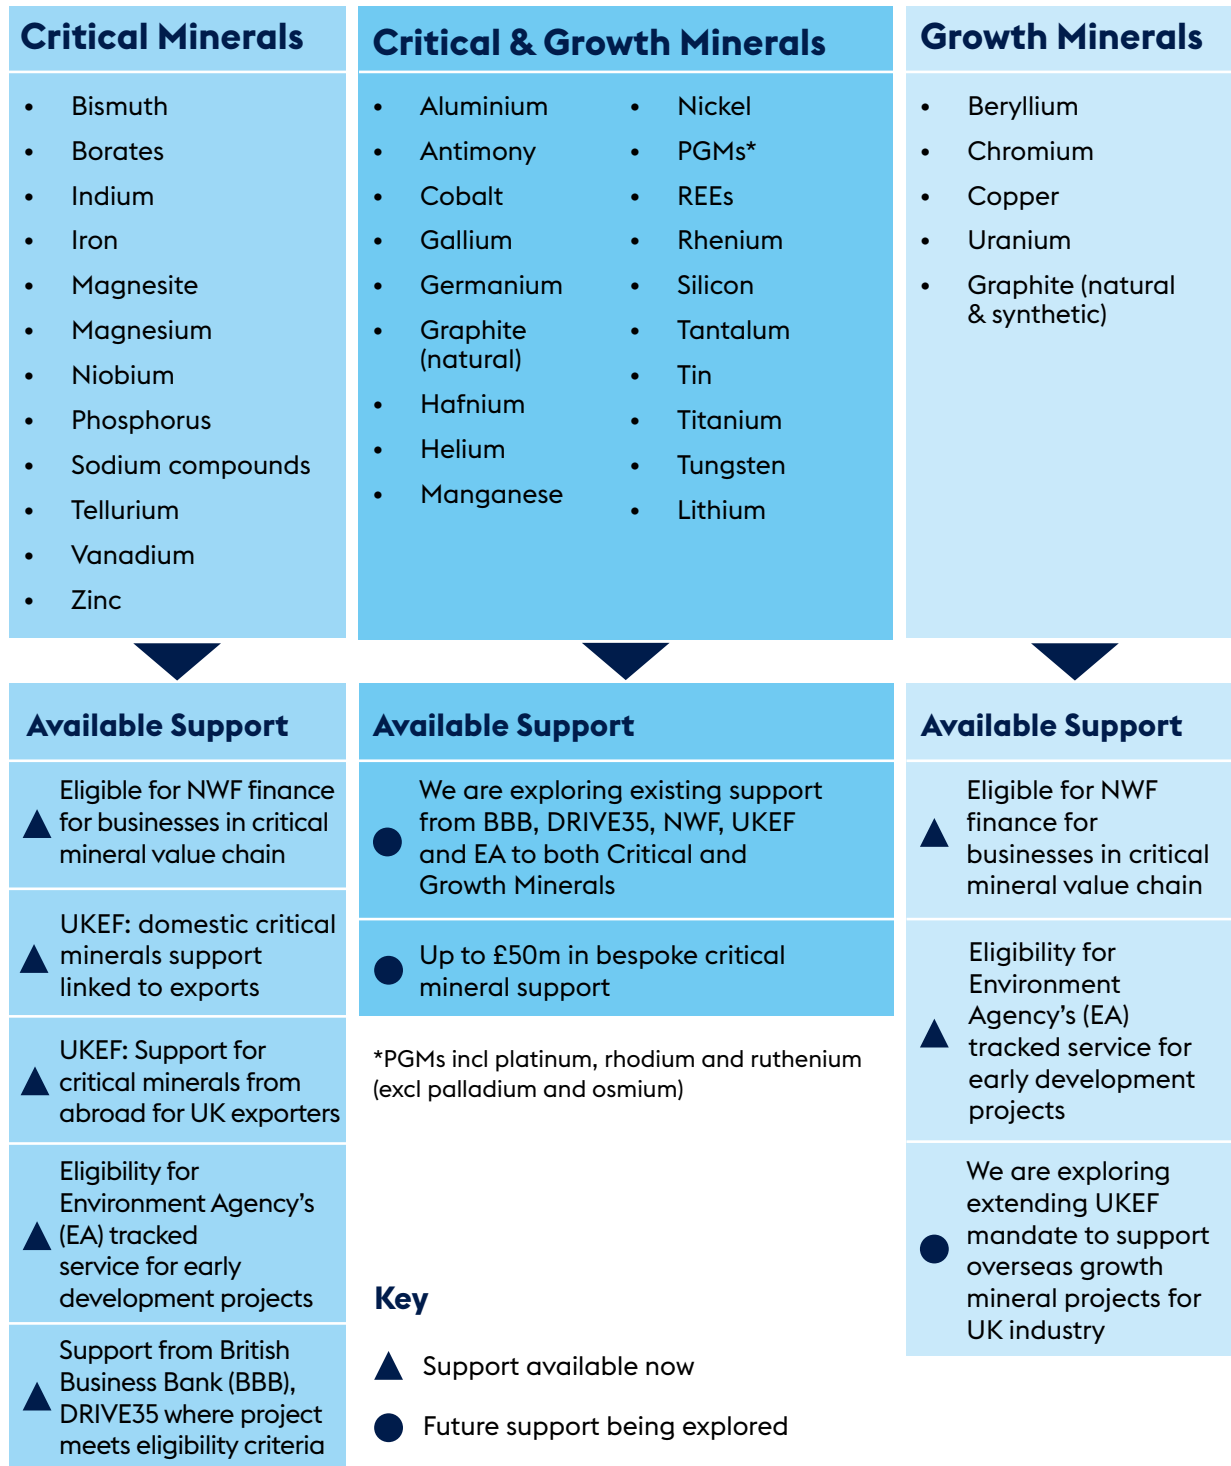 Critical Minerals
• Bismuth
• Borates
• Indium
• Iron
• Magnesite
• Magnesium
• Niobium
• Phosphorus
• Sodium compounds
• Tellurium
• Vanadium
• Zinc
Available Support
Eligible for NWF finance
for businesses in critical
mineral value chain
UKEF: domestic critical
minerals support
linked to exports
UKEF: Support for
critical minerals from
abroad for UK exporters
Eligibility for
Environment Agency’s
(EA) tracked
service for early
development projects
Support from British
Business Bank (BBB),
DRIVE35 where project
meets eligibility criteria
Critical & Growth Minerals
• Aluminium
• Antimony
• Cobalt
• Gallium
• Germanium
• Graphite
(natural)
• Hafnium
• Helium
• Manganese
• Nickel
• PGMs*
• REEs
• Rhenium
• Silicon
• Tantalum
• Tin
• Titanium
• Tungsten
• Lithium
Available Support
We are exploring existing support
from BBB, DRIVE35, NWF, UKEF
and EA to both Critical and
Growth Minerals
Up to £50m in bespoke critical
mineral support
*PGMs incl platinum, rhodium and ruthenium
(excl palladium and osmium)
Key
Support available now
Future support being explored
Growth Minerals
• Beryllium
• Chromium
• Copper
• Uranium
• Graphite (natural
& synthetic)
Available Support
Eligible for NWF
finance for
businesses in critical
mineral value chain
Eligibility for
Environment
Agency’s (EA)
tracked service for
early development
projects
We are exploring
extending UKEF
mandate to support
overseas growth
mineral projects for
UK industry